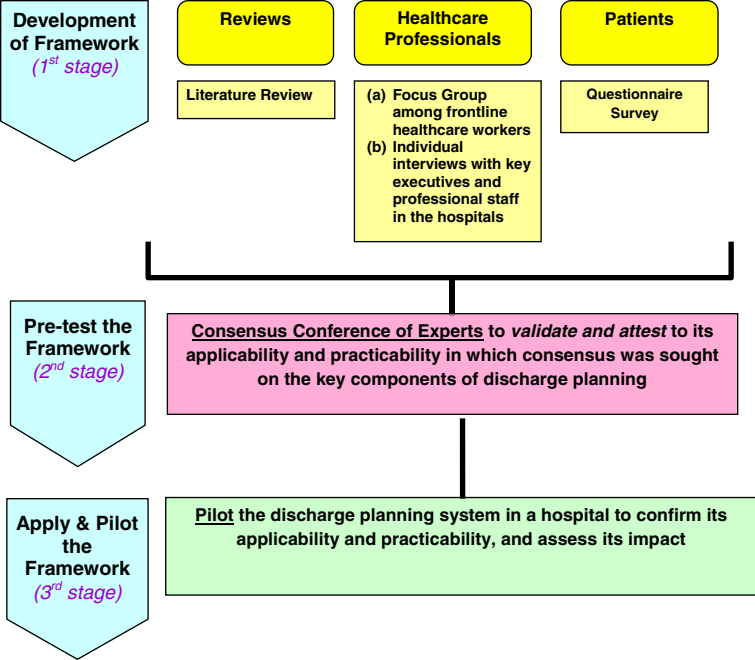 Development
of Framework
(1st stage)
Reviews
Healthcare
Professionals
Patients
Literature Review
(a) Focus Group
among frontline
healthcare workers
(b) Individual
interviews with key
executives and
professional staff
in the hospitals
Questionnaire
Survey
Pre-test the
Framework
(2nd stage)
Consensus Conference of Experts to validate and attest to its
applicability and practicability in which consensus was sought
on the key components of discharge planning
Apply & Pilot
the
Framework
(3rd stage)
Pilot the discharge planning system in a hospital to confirm its
applicability and practicability, and assess its impact